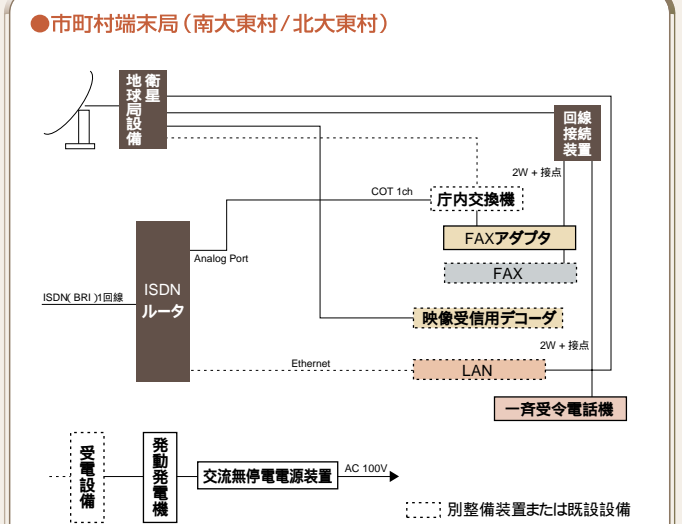 ●市町村端末局（南大東村/北大東村）
衛星
地球局設備
回線
接続
装置
2W + 接点
COT 1ch
庁内交換機
FAXアダプタ
Analog Port
FAX
ISDN
ルータ
ISDN( BRI )1回線
映像受信用デコーダ
2W + 接点
Ethernet
LAN
一斉受令電話機
受電設備
発動発電機
交流無停電電源装置
AC 100V
別整備装置または既設設備